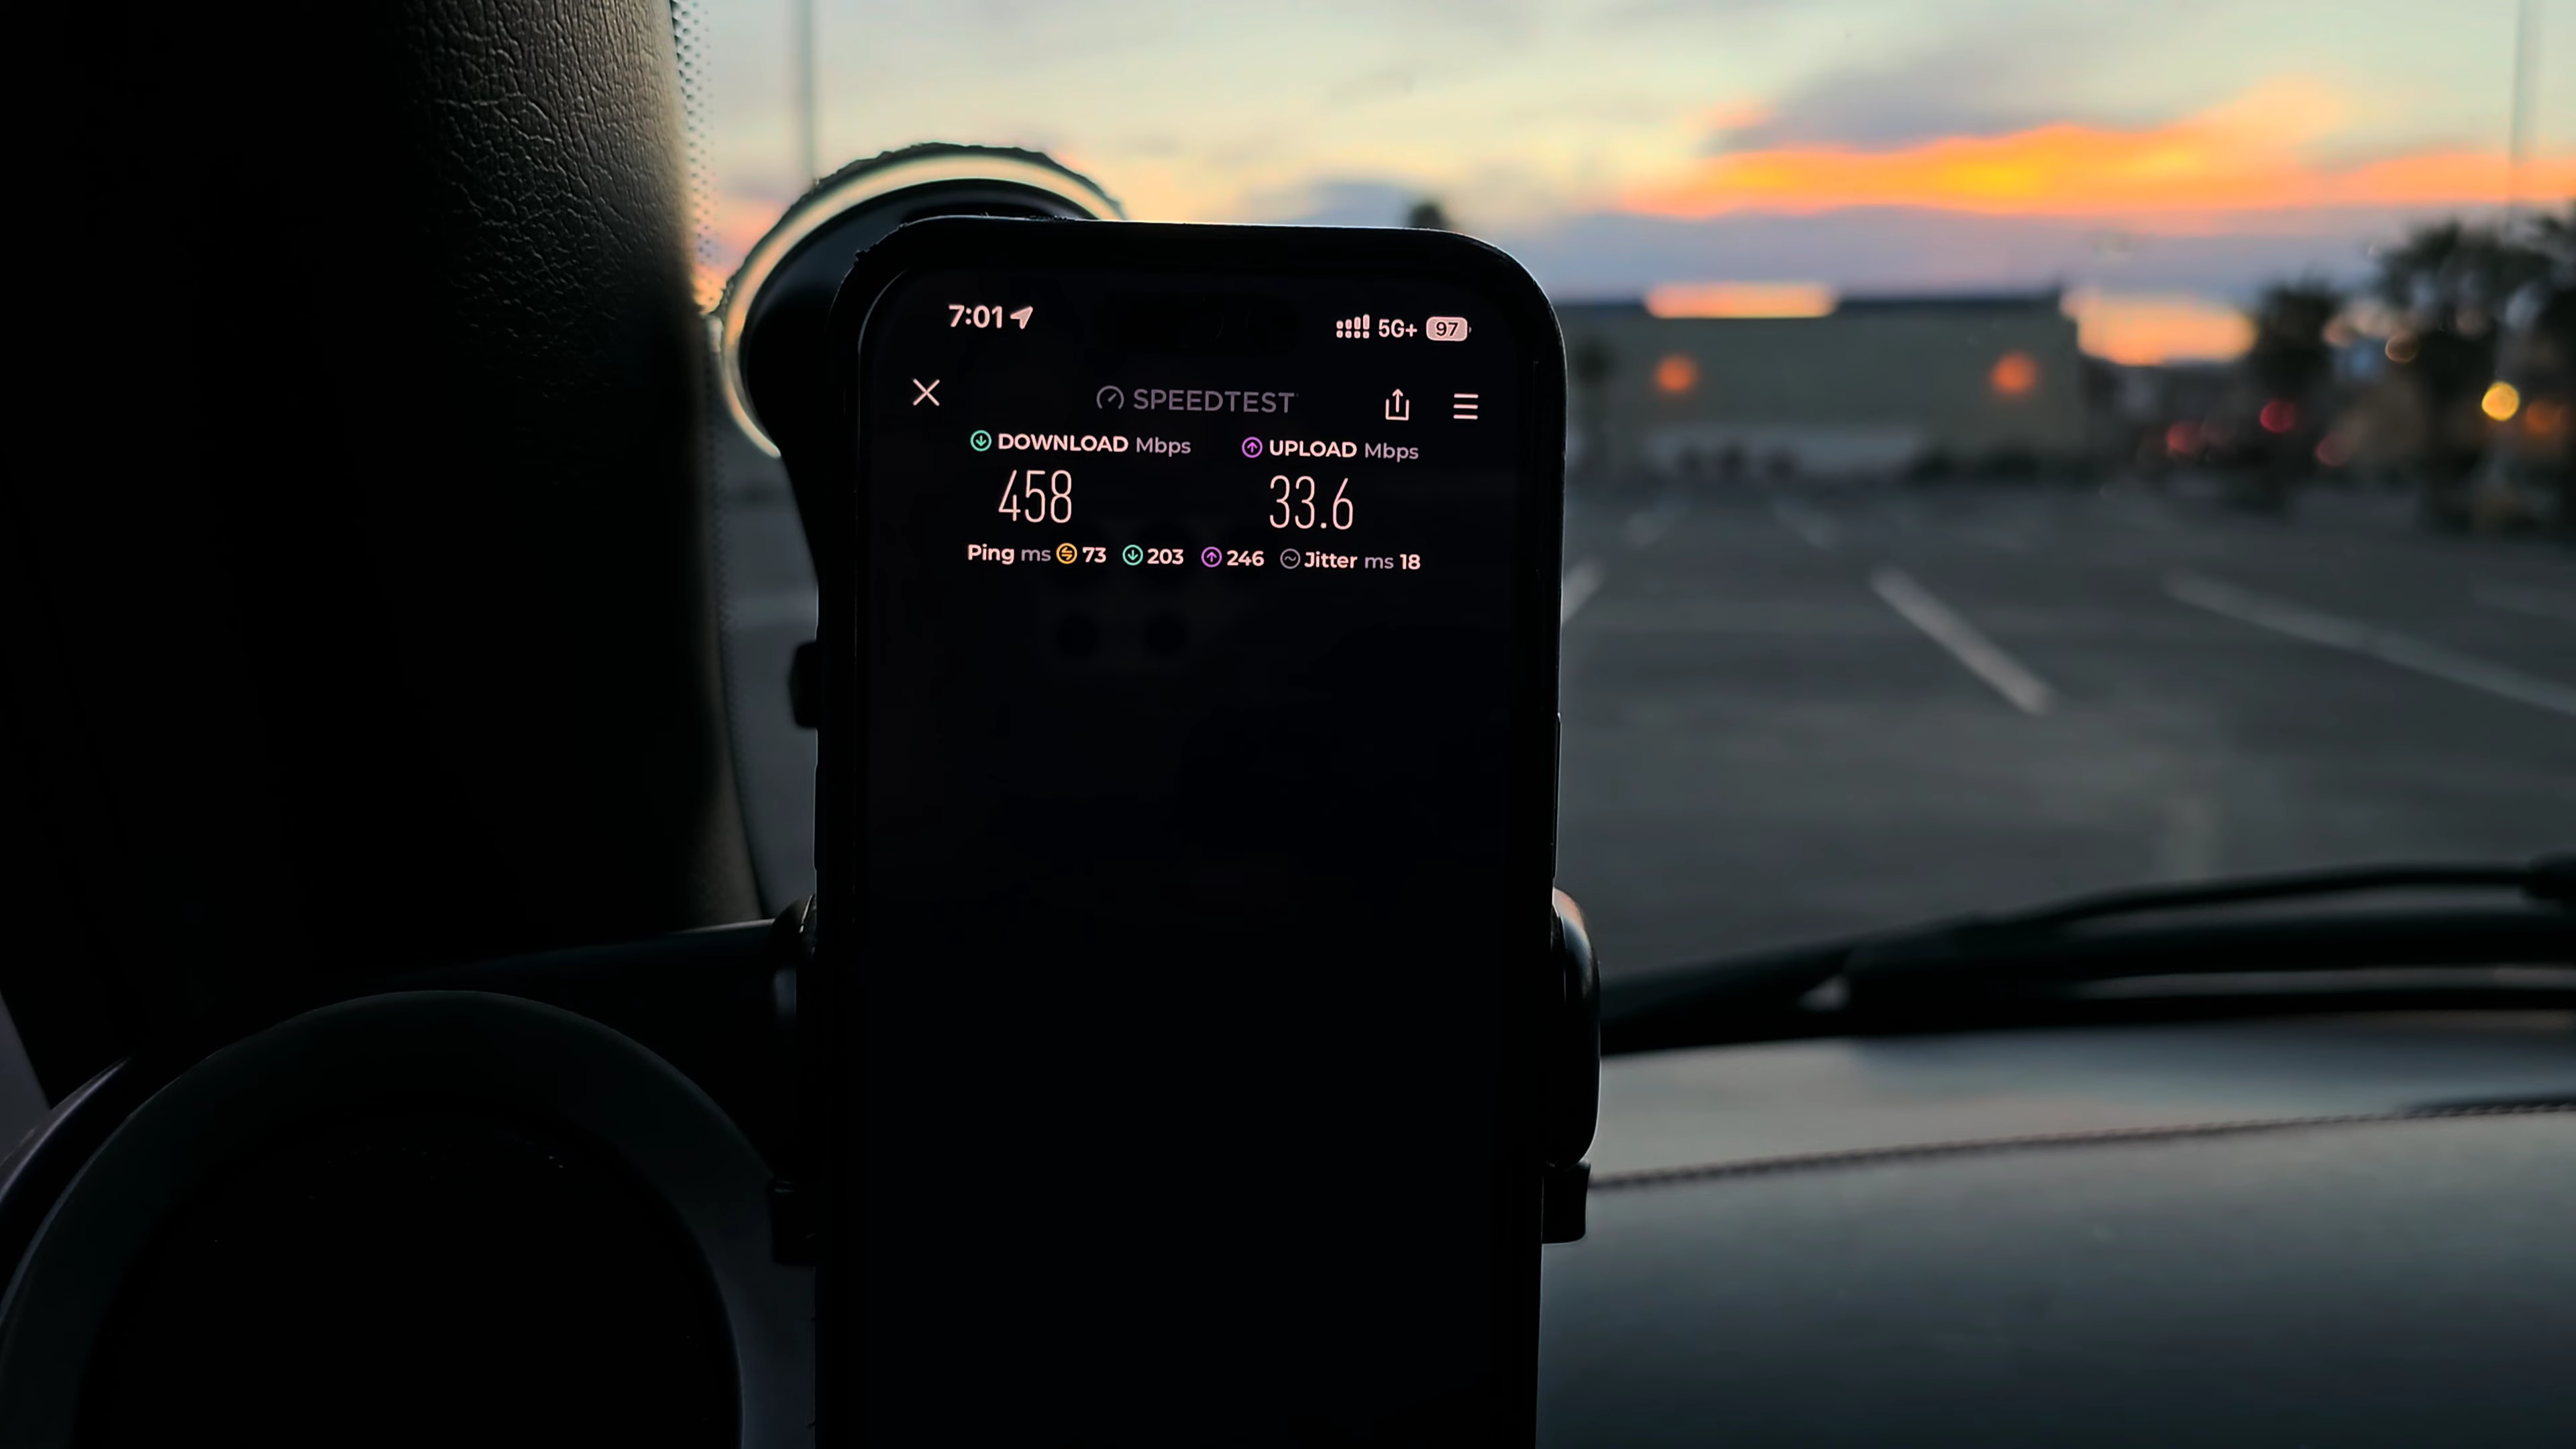 7:01 5G+ 97
SPEEDTEST
DOWNLOAD Mbps UPLOAD Mbps
458 33.6
Ping ms 73 203 246 Jitter ms 18